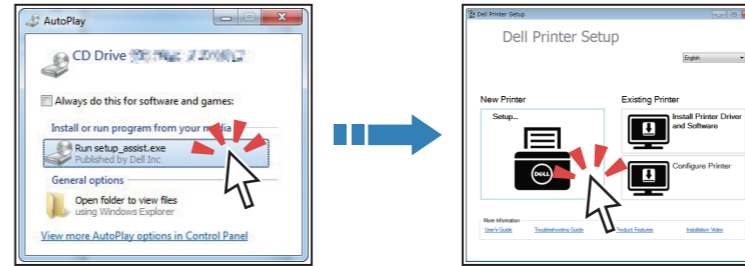 AutoPlay
CD Drive
Always do this for software and games:
Install or run program from your media
Run setup_assist.exe
Published by Dell Inc
General options
Open folder to view files
using Windows Explorer
View more AutoPlay options in Control Panel
Dell Printer Setup
Dell Printer Setup
English
New Printer
Existing Printer
Setup...
DELL
Install Printer Driver
and Software
Configure Printer
More Information
User's Guide
Troubleshooting Guide
Product Features
Installation Video